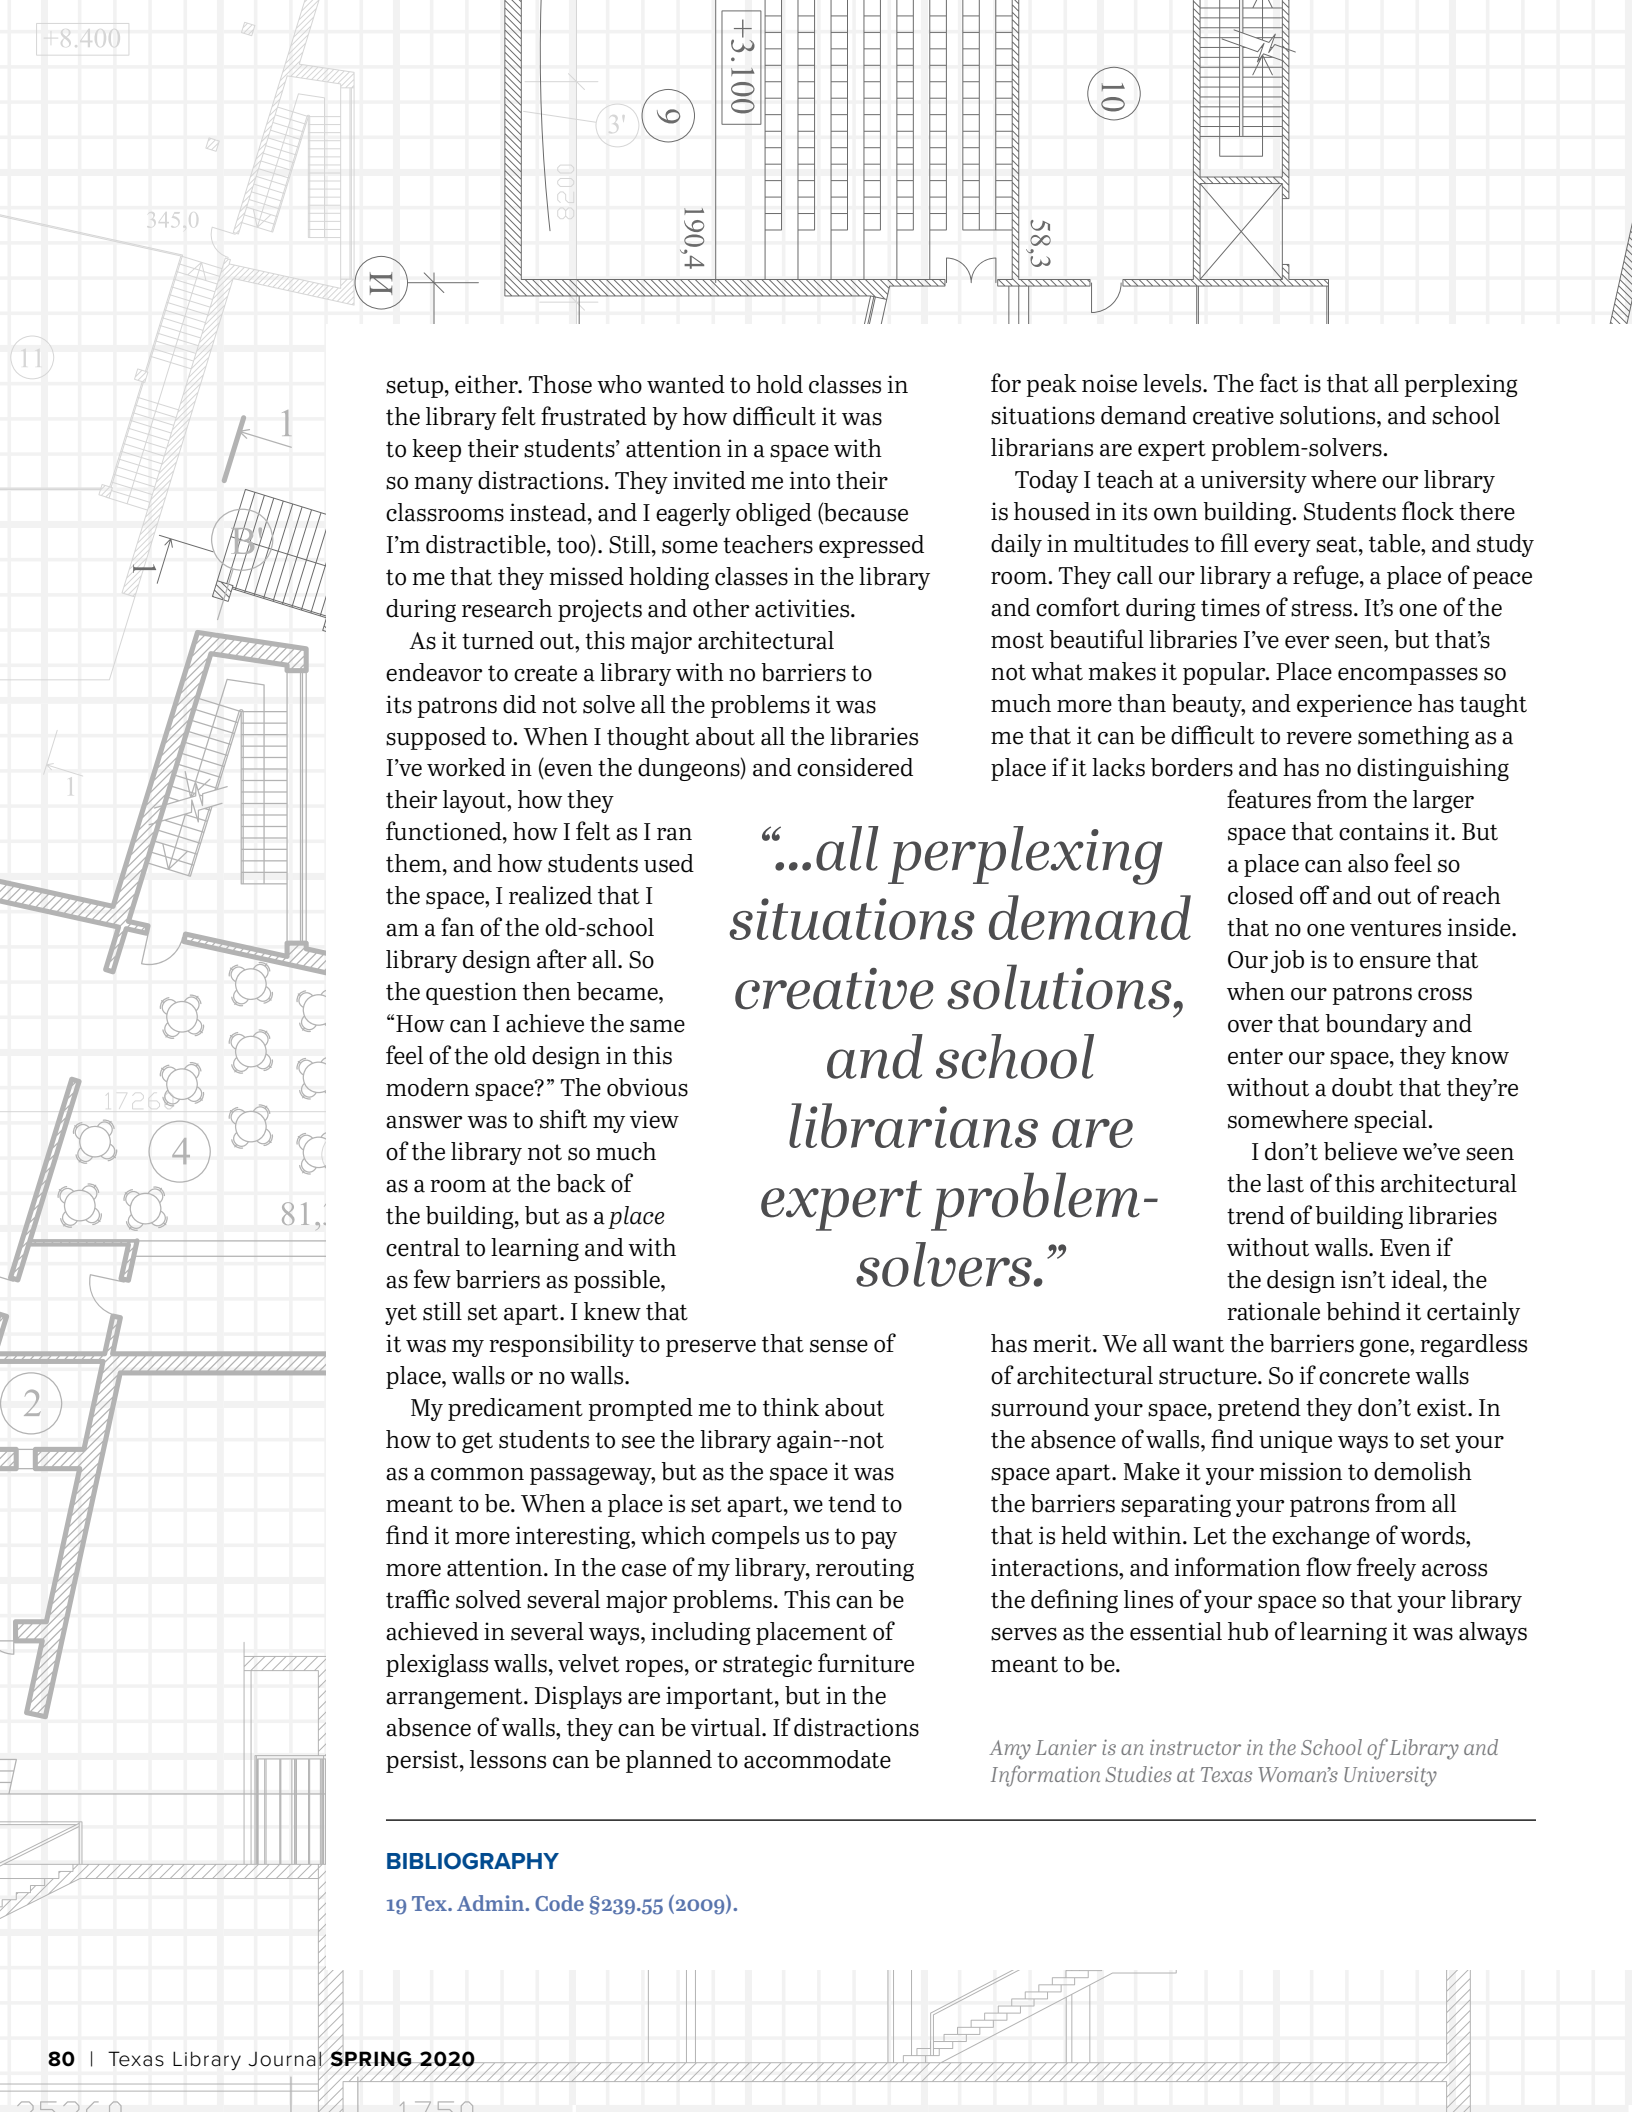 +8.400
+3.100
3'
9
10
8200
345,0
190,4
58,3
И
11
1
B'
1
1
17260
4
81,
2
setup, either. Those who wanted to hold classes in
the library felt frustrated by how difficult it was
to keep their students’ attention in a space with
so many distractions. They invited me into their
classrooms instead, and I eagerly obliged (because
I’m distractible, too). Still, some teachers expressed
to me that they missed holding classes in the library
during research projects and other activities.
As it turned out, this major architectural
endeavor to create a library with no barriers to
its patrons did not solve all the problems it was
supposed to. When I thought about all the libraries
I’ve worked in (even the dungeons) and considered
their layout, how they
functioned, how I felt as I ran
them, and how students used
the space, I realized that I
am a fan of the old-school
library design after all. So
the question then became,
“How can I achieve the same
feel of the old design in this
modern space?” The obvious
answer was to shift my view
of the library not so much
as a room at the back of
the building, but as a place
central to learning and with
as few barriers as possible,
yet still set apart. I knew that
it was my responsibility to preserve that sense of
place, walls or no walls.
My predicament prompted me to think about
how to get students to see the library again--not
as a common passageway, but as the space it was
meant to be. When a place is set apart, we tend to
find it more interesting, which compels us to pay
more attention. In the case of my library, rerouting
traffic solved several major problems. This can be
achieved in several ways, including placement of
plexiglass walls, velvet ropes, or strategic furniture
arrangement. Displays are important, but in the
absence of walls, they can be virtual. If distractions
persist, lessons can be planned to accommodate
“...all perplexing
situations demand
creative solutions,
and school
librarians are
expert problem-
solvers.”
for peak noise levels. The fact is that all perplexing
situations demand creative solutions, and school
librarians are expert problem-solvers.
Today I teach at a university where our library
is housed in its own building. Students flock there
daily in multitudes to fill every seat, table, and study
room. They call our library a refuge, a place of peace
and comfort during times of stress. It’s one of the
most beautiful libraries I’ve ever seen, but that’s
not what makes it popular. Place encompasses so
much more than beauty, and experience has taught
me that it can be difficult to revere something as a
place if it lacks borders and has no distinguishing
features from the larger
space that contains it. But
a place can also feel so
closed off and out of reach
that no one ventures inside.
Our job is to ensure that
when our patrons cross
over that boundary and
enter our space, they know
without a doubt that they’re
somewhere special.
I don’t believe we’ve seen
the last of this architectural
trend of building libraries
without walls. Even if
the design isn’t ideal, the
rationale behind it certainly
has merit. We all want the barriers gone, regardless
of architectural structure. So if concrete walls
surround your space, pretend they don’t exist. In
the absence of walls, find unique ways to set your
space apart. Make it your mission to demolish
the barriers separating your patrons from all
that is held within. Let the exchange of words,
interactions, and information flow freely across
the defining lines of your space so that your library
serves as the essential hub of learning it was always
meant to be.
Amy Lanier is an instructor in the School of Library and
Information Studies at Texas Woman’s University
BIBLIOGRAPHY
19 Tex. Admin. Code §239.55 (2009).
80 | Texas Library Journal SPRING 2020